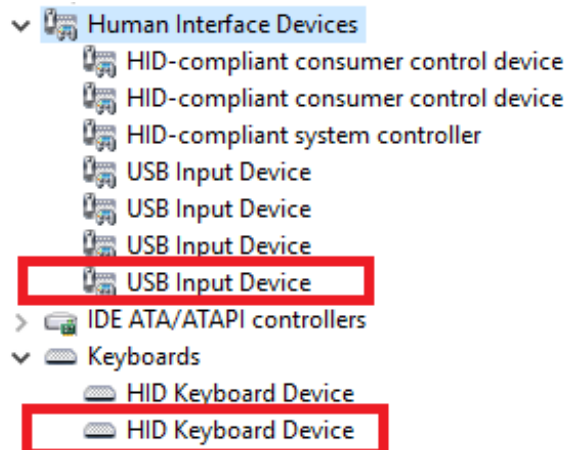 Human Interface Devices
HID-compliant consumer control device
HID-compliant consumer control device
HID-compliant system controller
USB Input Device
USB Input Device
USB Input Device
USB Input Device
IDE ATA/ATAPI controllers
Keyboards
HID Keyboard Device
HID Keyboard Device